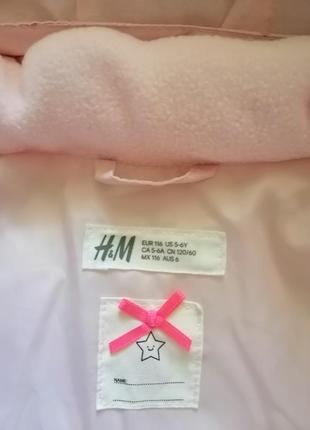 H&M
EUR 116 US 5-6Y
CA 5-6A CN 120/60
MX 116 AUS 6
NAME: